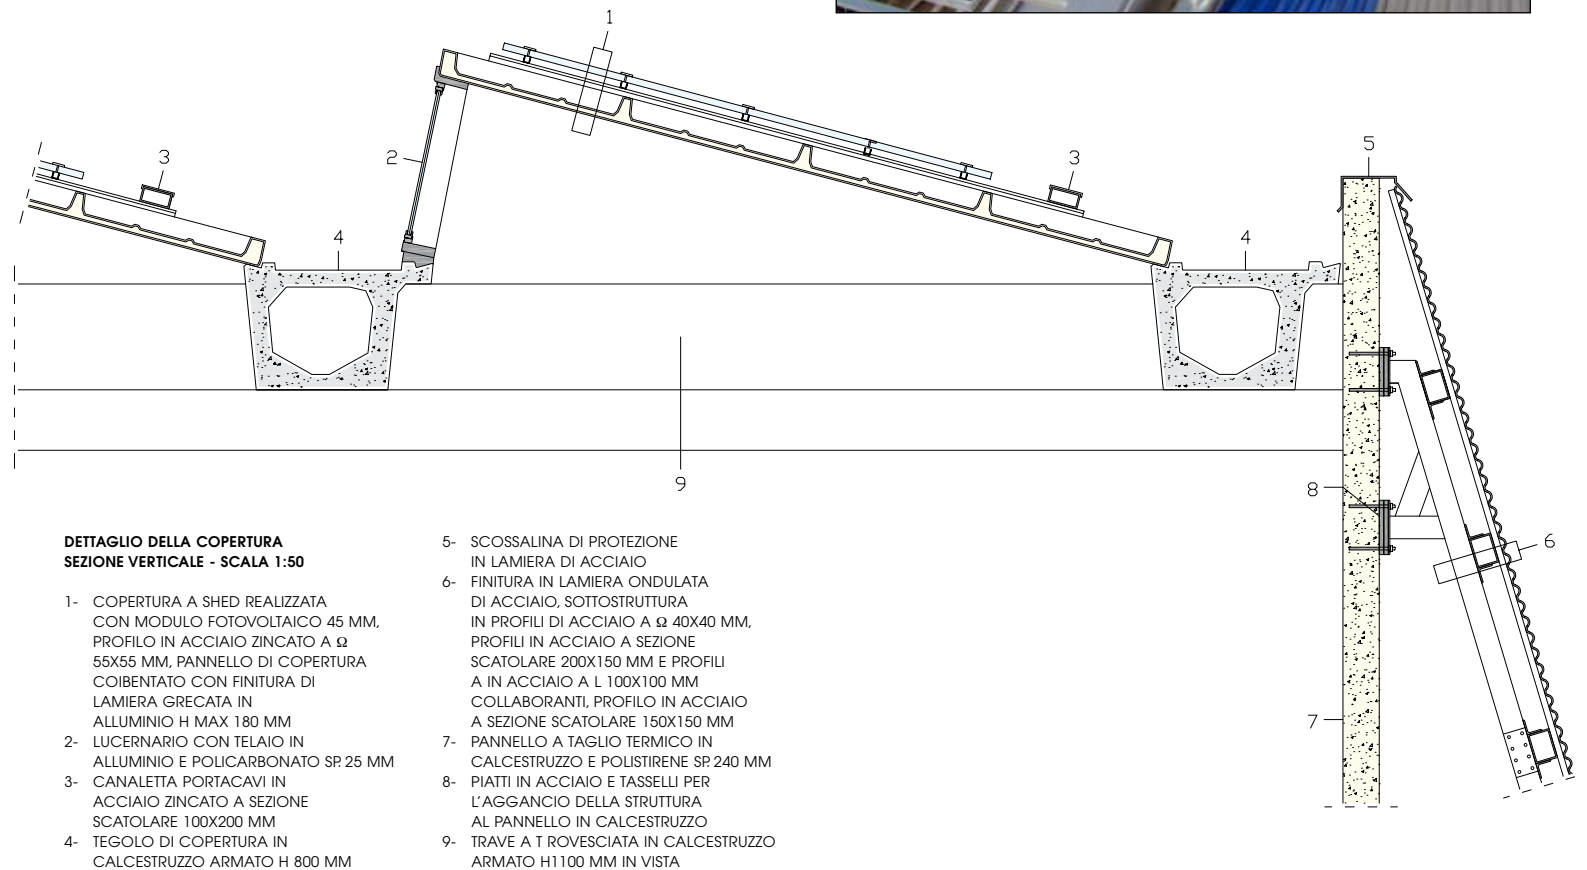 1
2
3
3
4
4
5
8
9
6
7
DETTAGLIO DELLA COPERTURA
SEZIONE VERTICALE - SCALA 1:50
1- COPERTURA A SHED REALIZZATA
CON MODULO FOTOVOLTAICO 45 MM,
PROFILO IN ACCIAIO ZINCATO A Ω
55X55 MM, PANNELLO DI COPERTURA
COIBENTATO CON FINITURA DI
LAMIERA GRECATA IN
ALLUMINIO H MAX 180 MM
2- LUCERNARIO CON TELAIO IN
ALLUMINIO E POLICARBONATO SP. 25 MM
3- CANALETTA PORTACAVI IN
ACCIAIO ZINCATO A SEZIONE
SCATOLARE 100X200 MM
4- TEGOLO DI COPERTURA IN
CALCESTRUZZO ARMATO H 800 MM
5- SCOSSALINA DI PROTEZIONE
IN LAMIERA DI ACCIAIO
6- FINITURA IN LAMIERA ONDULATA
DI ACCIAIO, SOTTOSTRUTTURA
IN PROFILI DI ACCIAIO A Ω 40X40 MM,
PROFILI IN ACCIAIO A SEZIONE
SCATOLARE 200X150 MM E PROFILI
A IN ACCIAIO A L 100X100 MM
COLLABORANTI, PROFILO IN ACCIAIO
A SEZIONE SCATOLARE 150X150 MM
7- PANNELLO A TAGLIO TERMICO IN
CALCESTRUZZO E POLISTIRENE SP. 240 MM
8- PIATTI IN ACCIAIO E TASSELLI PER
L'AGGANCIO DELLA STRUTTURA
AL PANNELLO IN CALCESTRUZZO
9- TRAVE A T ROVESCIATA IN CALCESTRUZZO
ARMATO H1100 MM IN VISTA